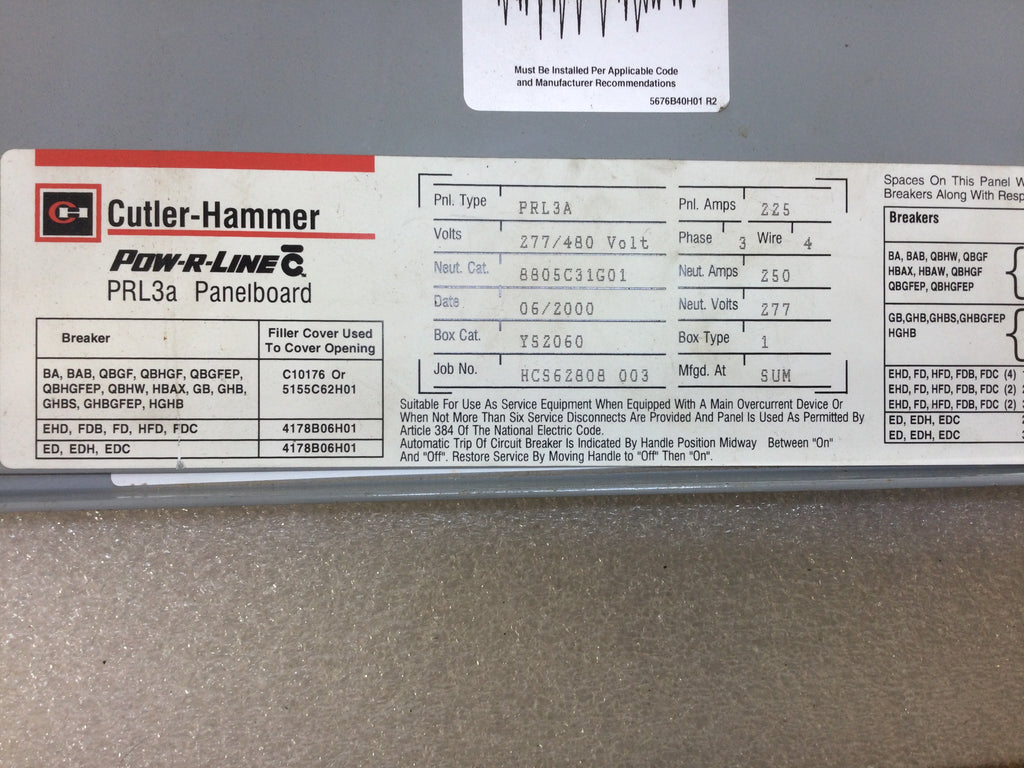 Must Be Installed Per Applicable Code
and Manufacturer Recommendations
5676B40H01 R2
CH Cutler-Hammer
POW-R-LINE C
PRL3a Panelboard
Breaker
Filler Cover Used
To Cover Opening
BA, BAB, QBGF, QBHGF, QBGFEP,
QBHGFEP, QBHW, HBAX, GB, GHB,
GHBS, GHBGFEP, HGHB
C10176 Or
5155C62H01
EHD, FDB, FD, HFD, FDC 4178B06H01
ED, EDH, EDC 4178B06H01
Pnl. Type PRL3A
Volts 277/480 Volt
Neut. Cat. 8805C31G01
Date 06/2000
Box Cat. YS2060
Job No. HCS62808 003
Pnl. Amps 225
Phase 3 Wire 4
Neut. Amps 250
Neut. Volts 277
Box Type 1
Mfgd. At SUM
Suitable For Use As Service Equipment When Equipped With A Main Overcurrent Device Or
When Not More Than Six Service Disconnects Are Provided And Panel Is Used As Permitted By
Article 384 Of The National Electric Code.
Automatic Trip Of Circuit Breaker Is Indicated By Handle Position Midway Between "On"
And "Off". Restore Service By Moving Handle to "Off" Then "On".
Spaces On This Panel W
Breakers Along With Resp
Breakers
BA, BAB, QBHW, QBGF
HBAX, HBAW, QBHGF
QBGFEP, QBHGFEP
GB,GHB,GHBS,GHBGFEP
HGHB
EHD, FD, HFD, FDB, FDC (4)
EHD, FD, HFD, FDB, FDC (2)
EHD, FD, HFD, FDB, FDC (2)
ED, EDH, EDC
ED, EDH, EDC